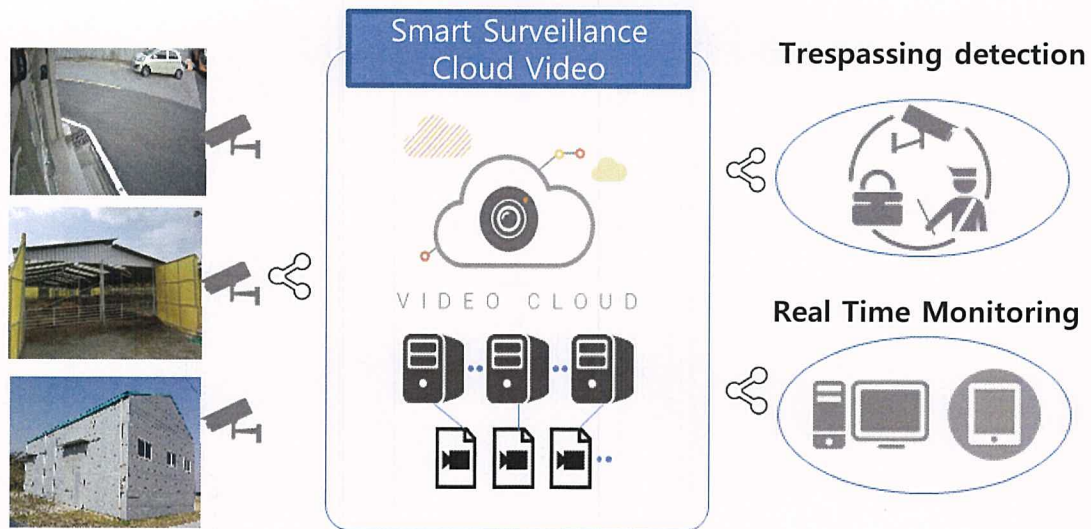 Smart Surveillance
Cloud Video
Trespassing detection
VIDEO CLOUD
Real Time Monitoring